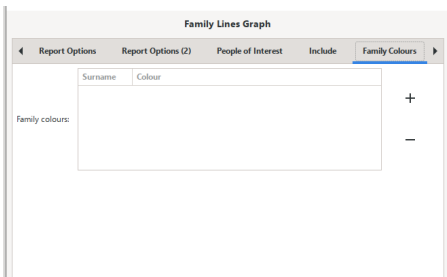 Family Lines Graph
Report Options Report Options (2) People of Interest Include Family Colours
Surname Colour
Family colours: